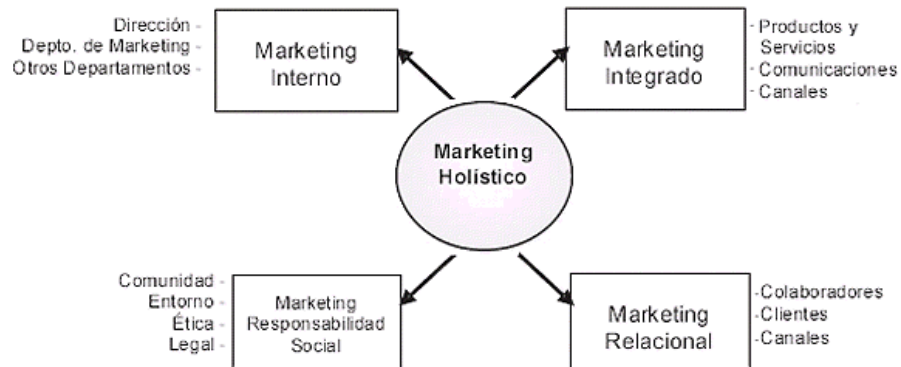 Dirección -
Depto. de Marketing -
Otros Departamentos -
Marketing
Interno
Marketing
Integrado
- Productos y
Servicios
- Comunicaciones
- Canales
Marketing
Holístico
Comunidad -
Entorno -
Ética -
Legal -
Marketing
Responsabilidad
Social
Marketing
Relacional
-Colaboradores
-Clientes
-Canales